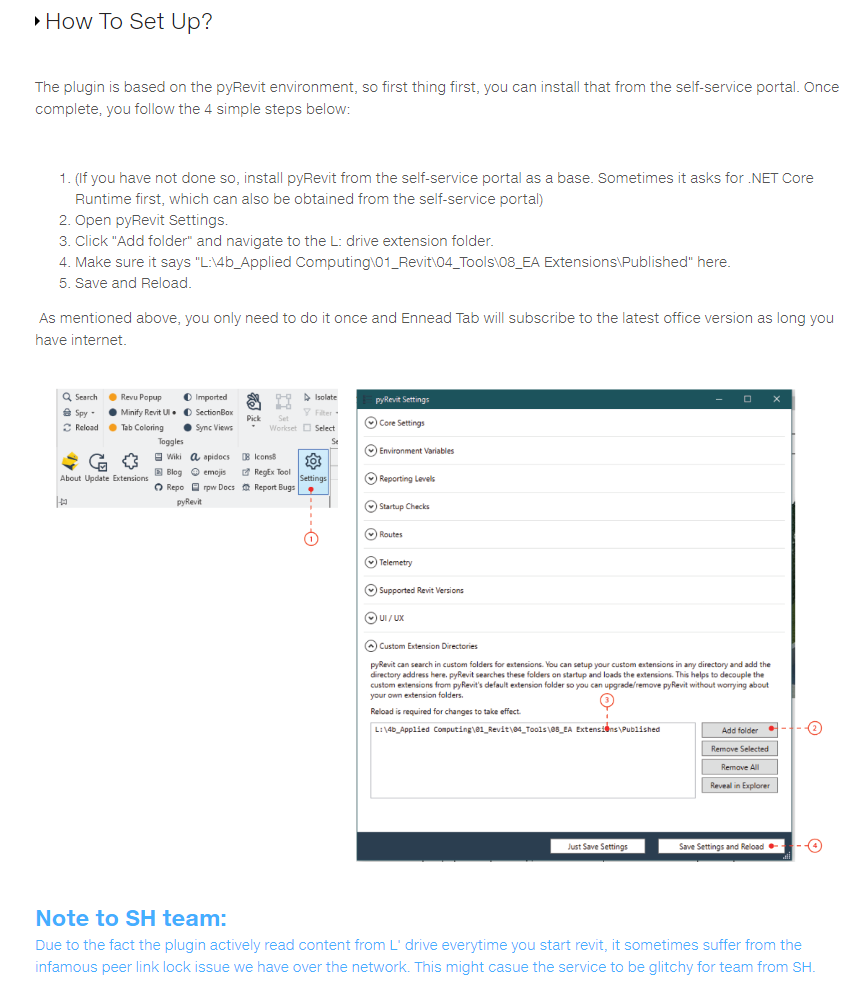 How To Set Up?
The plugin is based on the pyRevit environment, so first thing first, you can install that from the self-service portal. Once
complete, you follow the 4 simple steps below:
1. (If you have not done so, install pyRevit from the self-service portal as a base. Sometimes it asks for .NET Core
Runtime first, which can also be obtained from the self-service portal)
2. Open pyRevit Settings.
3. Click "Add folder" and navigate to the L: drive extension folder.
4. Make sure it says "L:\4b_Applied Computing\01_Revit\04_Tools\08_EA Extensions\Published" here.
5. Save and Reload.
As mentioned above, you only need to do it once and Ennead Tab will subscribe to the latest office version as long you
have internet.
Search Revu Popup Imported Isolate
Spy Minify Revit UI SectionBox Pick Set Workset Filter
Reload Tab Coloring Sync Views Select
Toggles Se
About Update Extensions Wiki apidocs Icons8 Settings
Blog emojis RegEx Tool
Repo rpw Docs Report Bugs
pyRevit
1
pyRevit Settings
Core Settings
Environment Variables
Reporting Levels
Startup Checks
Routes
Telemetry
Supported Revit Versions
UI / UX
Custom Extension Directories
pyRevit can search in custom folders for extensions. You can setup your custom extensions in any directory and add the
directory address here. pyRevit searches these folders on startup and loads the extensions. This helps to decouple the
custom extensions from pyRevit's default extension folder so you can upgrade/remove pyRevit without worrying about
your own extension folders.
3
Reload is required for changes to take effect.
L:\4b_Applied Computing\01_Revit\04_Tools\08_EA Extensions\Published
Add folder
2
Remove Selected
Remove All
Reveal in Explorer
Just Save Settings
Save Settings and Reload
4
Note to SH team:
Due to the fact the plugin actively read content from L' drive everytime you start revit, it sometimes suffer from the
infamous peer link lock issue we have over the network. This might casue the service to be glitchy for team from SH.